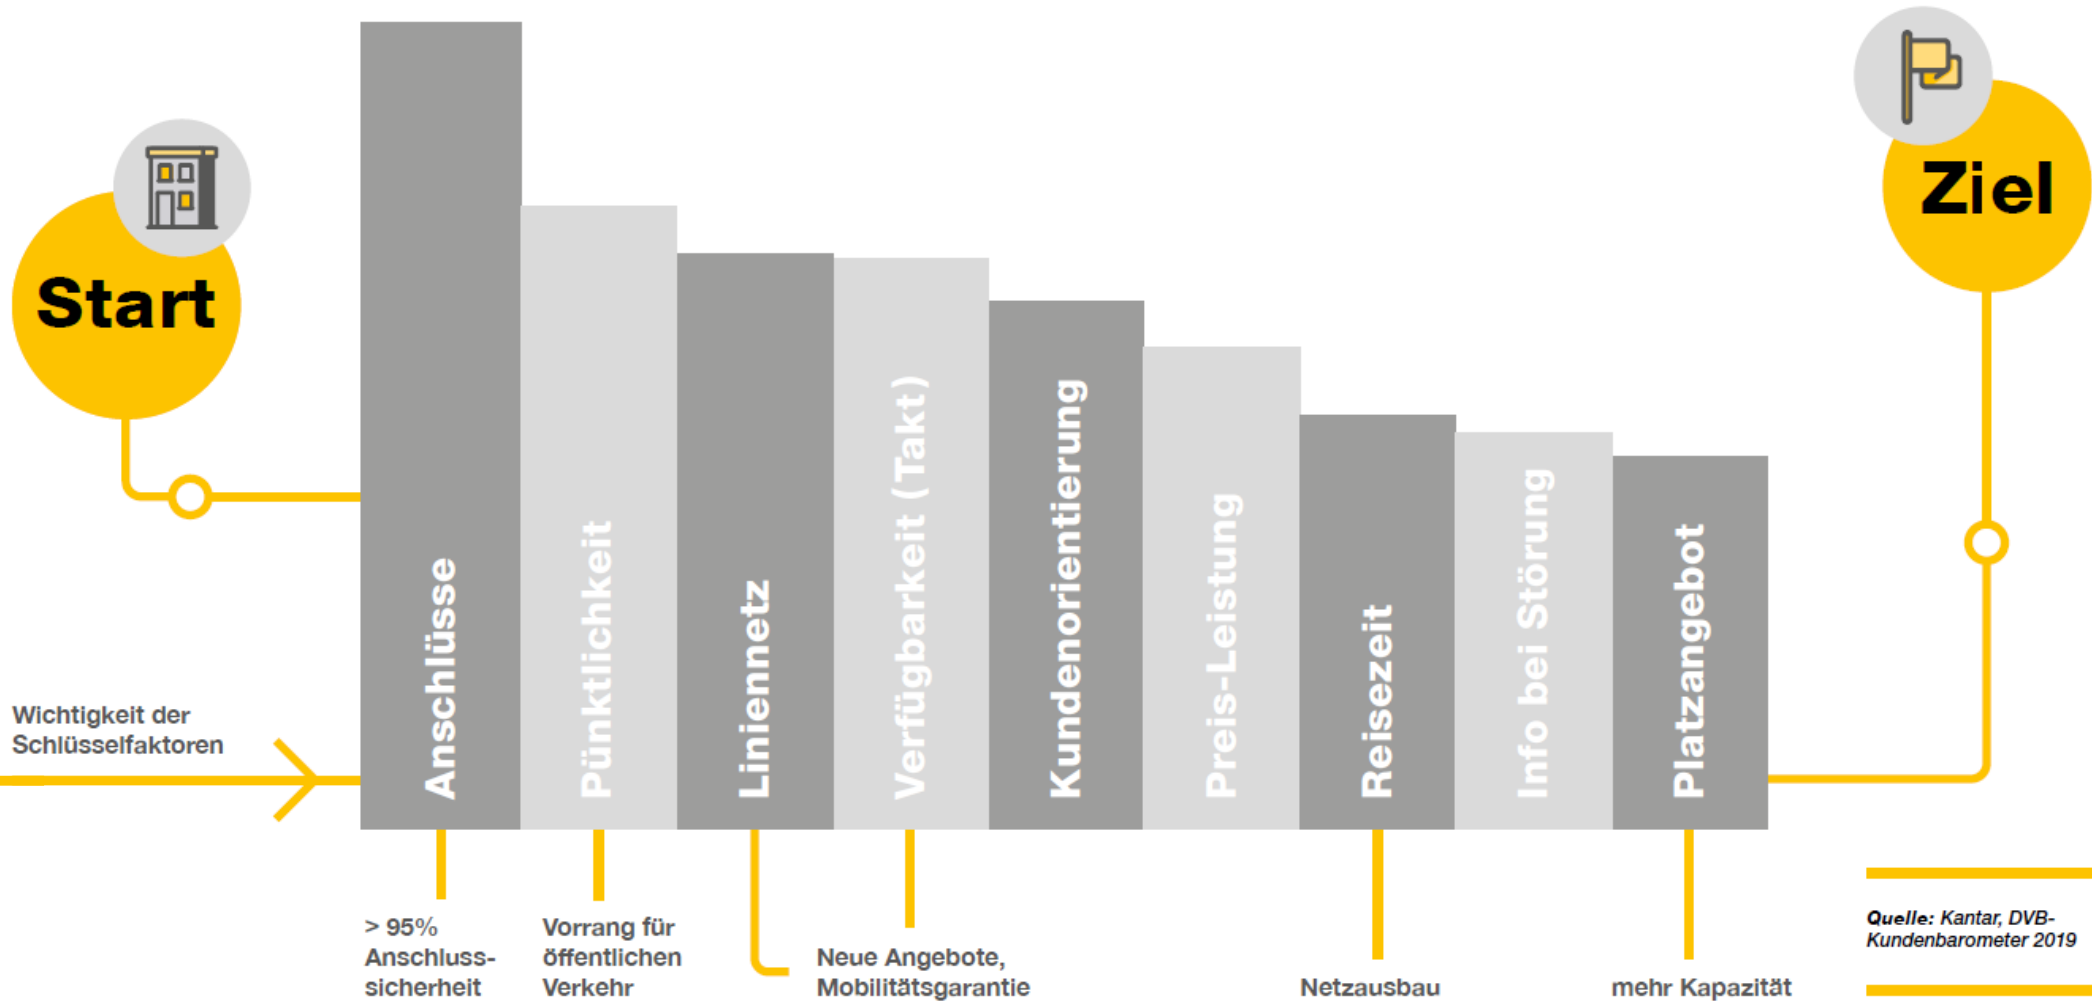 Start
Ziel
Wichtigkeit der
Schlüsselfaktoren
Anschlüsse
Pünktlichkeit
Liniennetz
Verfügbarkeit (Takt)
Kundenorientierung
Preis-Leistung
Reisezeit
Info bei Störung
Platzangebot
> 95%
Anschluss-
sicherheit
Vorrang für
öffentlichen
Verkehr
Neue Angebote,
Mobilitätsgarantie
Netzausbau
mehr Kapazität
Quelle: Kantar, DVB-
Kundenbarometer 2019